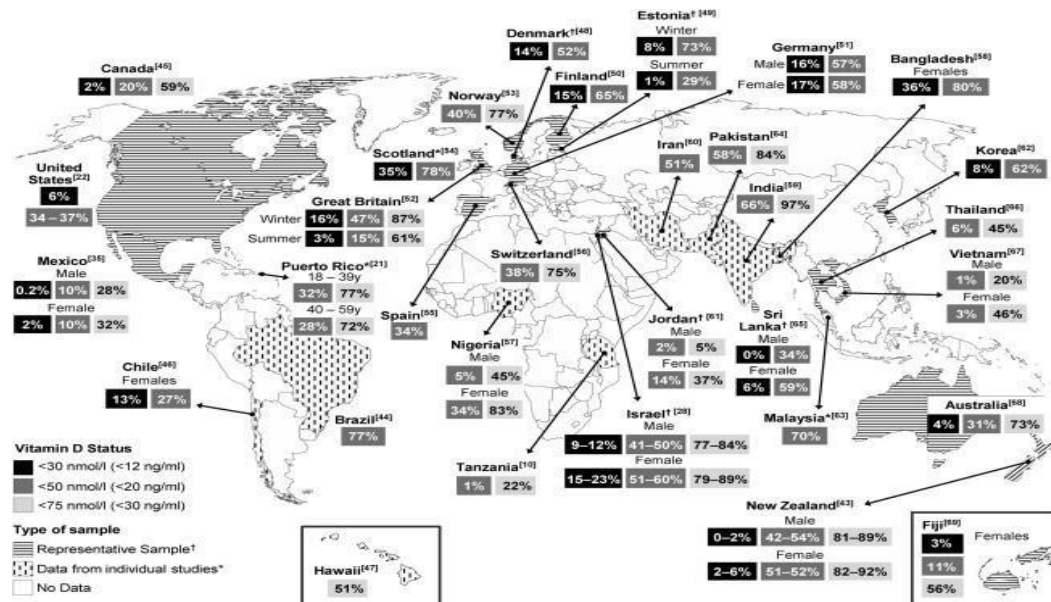 Canada[45]
2% 20% 59%
United States[22]
6%
34 – 37%
Mexico[35]
Male
0.2% 10% 28%
Female
2% 10% 32%
Puerto Rico*[21]
18 – 39y
32% 77%
40 – 59y
28% 72%
Chile[46]
Females
13% 27%
Brazil[44]
77%
Denmark†[48]
14% 52%
Norway[53]
40% 77%
Finland[50]
15% 65%
Estonia†[49]
Winter
8% 73%
Summer
1% 29%
Germany[51]
Male 16% 57%
Female 17% 58%
Scotland*[54]
35% 78%
Great Britain[52]
Winter 16% 47% 87%
Summer 3% 15% 61%
Switzerland[56]
38% 75%
Spain[55]
34%
Nigeria[57]
Male
5% 45%
Female
34% 83%
Tanzania[10]
1% 22%
Israel†[28]
Male
9–12% 41–50% 77–84%
Female
15–23% 51–60% 79–89%
Jordan†[61]
Male
2% 5%
Female
14% 37%
Iran[60]
51%
Pakistan[64]
58% 84%
India[59]
66% 97%
Bangladesh[58]
Females
36% 80%
Korea[62]
8% 62%
Thailand[66]
6% 45%
Vietnam[67]
Male
1% 20%
Female
3% 46%
Sri Lanka†[65]
Male
0% 34%
Female
6% 59%
Malaysia*[63]
70%
Australia[68]
4% 31% 73%
New Zealand[43]
Male
0–2% 42–54% 81–89%
Female
2–6% 51–52% 82–92%
Fiji[69]
Females
3%
11%
56%
Hawaii[47]
51%
Vitamin D Status
<30 nmol/l (<12 ng/ml)
<50 nmol/l (<20 ng/ml)
<75 nmol/l (<30 ng/ml)
Type of sample
Representative Sample†
Data from individual studies*
No Data